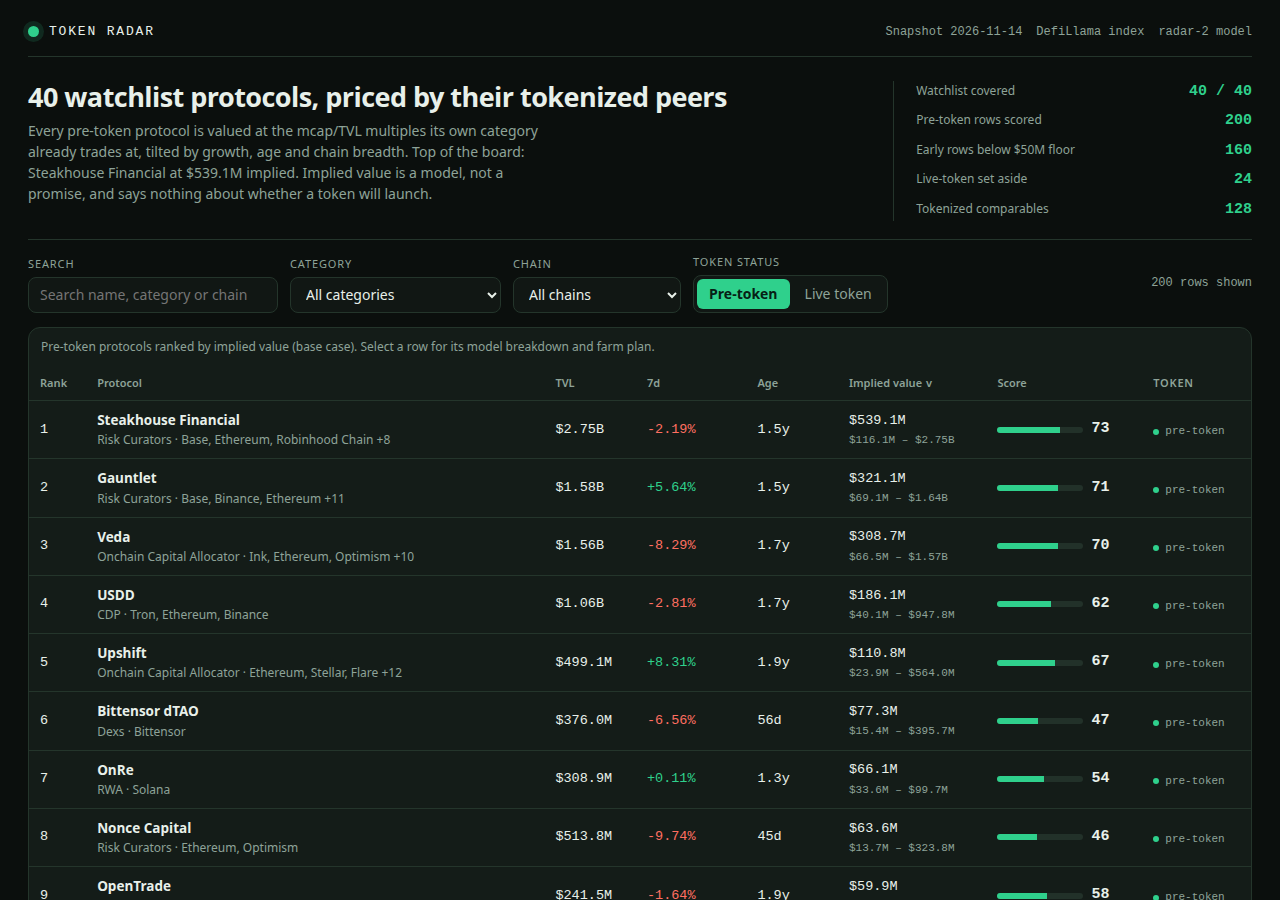 TOKEN RADAR
Snapshot 2026-11-14 DefiLlama index radar-2 model
40 watchlist protocols, priced by their tokenized peers
Every pre-token protocol is valued at the mcap/TVL multiples its own category
already trades at, tilted by growth, age and chain breadth. Top of the board:
Steakhouse Financial at $539.1M implied. Implied value is a model, not a
promise, and says nothing about whether a token will launch.
Watchlist covered 40 / 40
Pre-token rows scored 200
Early rows below $50M floor 160
Live-token set aside 24
Tokenized comparables 128
SEARCH CATEGORY CHAIN TOKEN STATUS
Search name, category or chain All categories All chains Pre-token Live token
200 rows shown
Pre-token protocols ranked by implied value (base case). Select a row for its model breakdown and farm plan.
Rank Protocol TVL 7d Age Implied value v Score TOKEN
1 Steakhouse Financial $2.75B -2.19% 1.5y $539.1M 73 pre-token
Risk Curators · Base, Ethereum, Robinhood Chain +8 $116.1M – $2.75B
2 Gauntlet $1.58B +5.64% 1.5y $321.1M 71 pre-token
Risk Curators · Base, Binance, Ethereum +11 $69.1M – $1.64B
3 Veda $1.56B -8.29% 1.7y $308.7M 70 pre-token
Onchain Capital Allocator · Ink, Ethereum, Optimism +10 $66.5M – $1.57B
4 USDD $1.06B -2.81% 1.7y $186.1M 62 pre-token
CDP · Tron, Ethereum, Binance $40.1M – $947.8M
5 Upshift $499.1M +8.31% 1.9y $110.8M 67 pre-token
Onchain Capital Allocator · Ethereum, Stellar, Flare +12 $23.9M – $564.0M
6 Bittensor dTAO $376.0M -6.56% 56d $77.3M 47 pre-token
Dexs · Bittensor $15.4M – $395.7M
7 OnRe $308.9M +0.11% 1.3y $66.1M 54 pre-token
RWA · Solana $33.6M – $99.7M
8 Nonce Capital $513.8M -9.74% 45d $63.6M 46 pre-token
Risk Curators · Ethereum, Optimism $13.7M – $323.8M
9 OpenTrade $241.5M -1.64% 1.9y $59.9M 58 pre-token